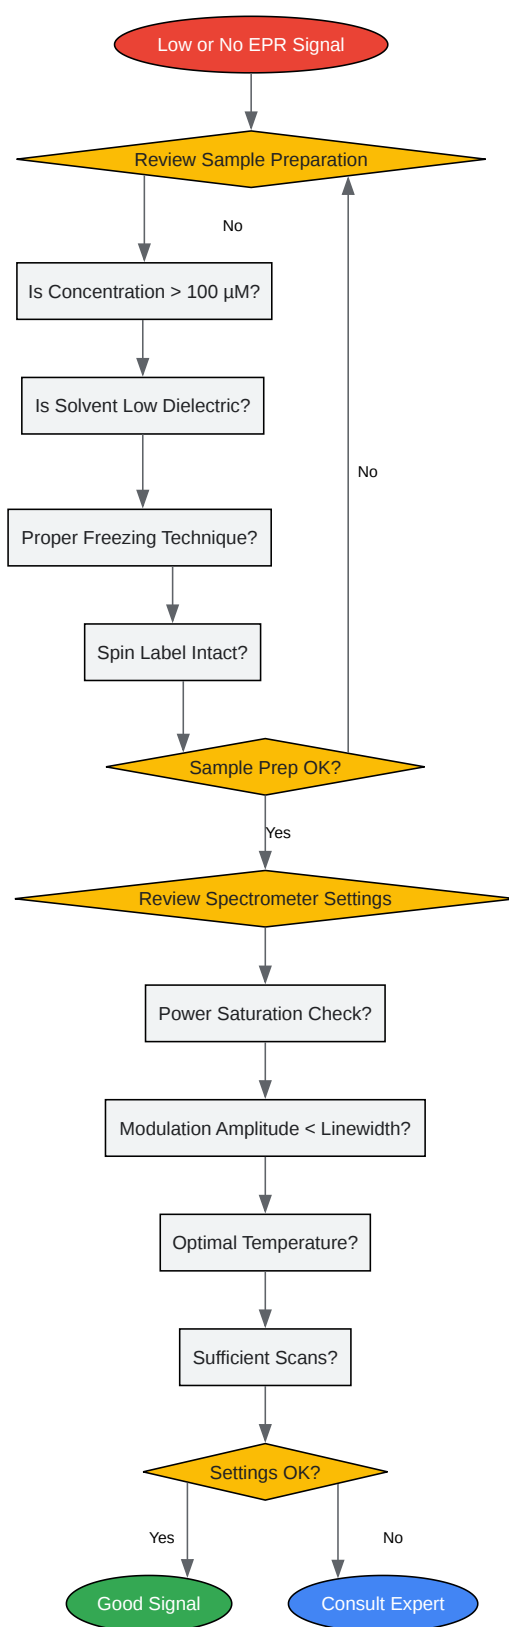 Low or No EPR Signal
Review Sample Preparation
No
Is Concentration > 100 µM?
Is Solvent Low Dielectric?
No
Proper Freezing Technique?
Spin Label Intact?
Sample Prep OK?
Yes
Review Spectrometer Settings
Power Saturation Check?
Modulation Amplitude < Linewidth?
Optimal Temperature?
Sufficient Scans?
Settings OK?
Yes
No
Good Signal
Consult Expert